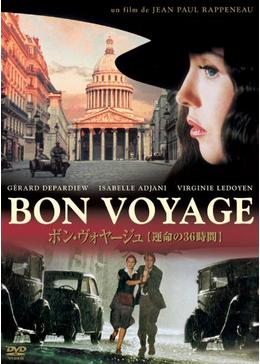 un film de JEAN PAUL RAPPENEAU
GÉRARD DEPARDIEU ISABELLE ADJANI VIRGINIE LEDOYEN
BON VOYAGE
ボン・ヴォヤージュ［運命の36時間］
DVD
VIDEO